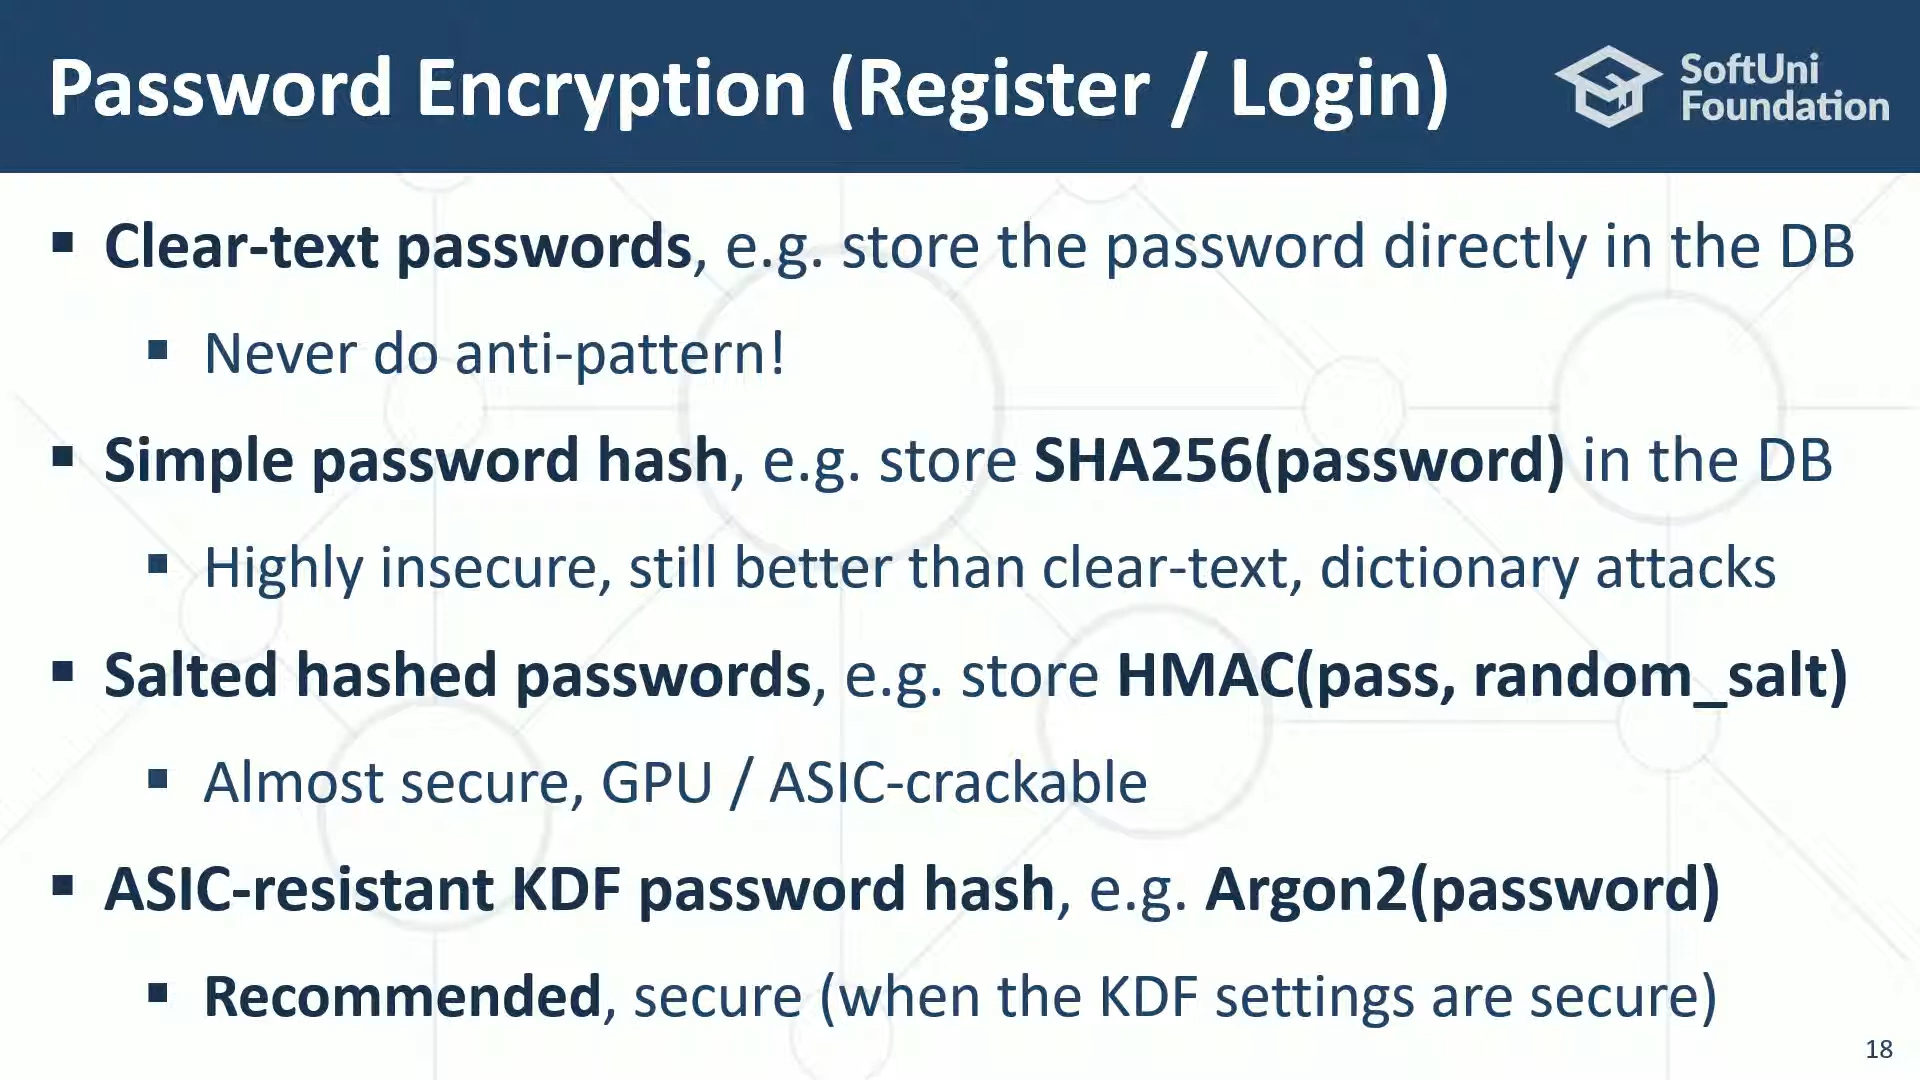 Password Encryption (Register / Login)
SoftUni
Foundation
▪ Clear-text passwords, e.g. store the password directly in the DB
▪ Never do anti-pattern!
▪ Simple password hash, e.g. store SHA256(password) in the DB
▪ Highly insecure, still better than clear-text, dictionary attacks
▪ Salted hashed passwords, e.g. store HMAC(pass, random_salt)
▪ Almost secure, GPU / ASIC-crackable
▪ ASIC-resistant KDF password hash, e.g. Argon2(password)
▪ Recommended, secure (when the KDF settings are secure)
18